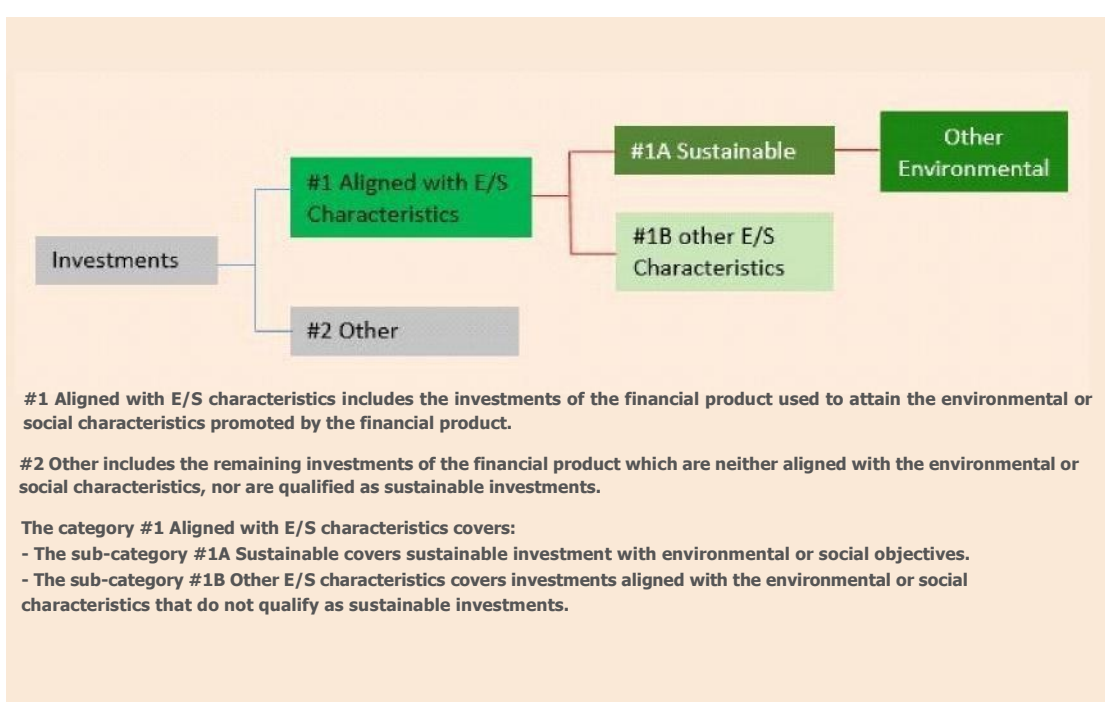 Other
Environmental
#1A Sustainable
#1 Aligned with E/S
Characteristics
#1B other E/S
Characteristics
Investments
#2 Other
#1 Aligned with E/S characteristics includes the investments of the financial product used to attain the environmental or
social characteristics promoted by the financial product.
#2 Other includes the remaining investments of the financial product which are neither aligned with the environmental or
social characteristics, nor are qualified as sustainable investments.
The category #1 Aligned with E/S characteristics covers:
- The sub-category #1A Sustainable covers sustainable investment with environmental or social objectives.
- The sub-category #1B Other E/S characteristics covers investments aligned with the environmental or social
characteristics that do not qualify as sustainable investments.